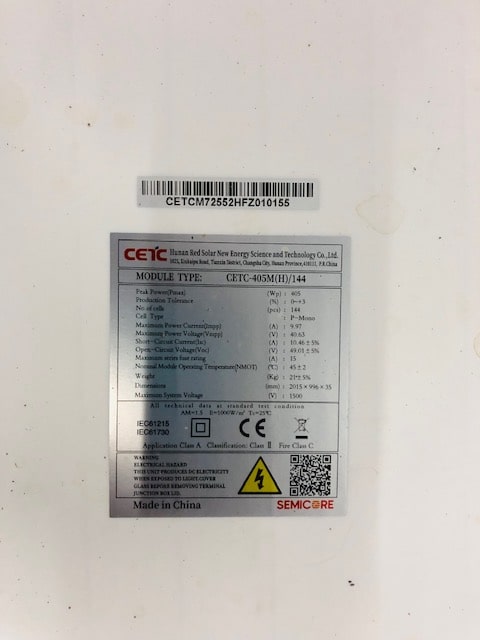 CETCM72552HFZ010155
CETC Hunan Red Solar New Energy Science and Technology Co.,Ltd.
MODULE TYPE: CETC-405M(H)/144
Peak Power(Pmax) (Wp) : 405
Production Tolerance (%) : 0~+3
No. of cells (pcs) : 144
Cell Type : P-Mono
Maximum Power Current(Impp) (A) : 9.97
Maximum Power Voltage(Vmpp) (V) : 40.63
Short-Circuit Current(Isc) (A) : 10.46±5%
Open-Circuit Voltage(Voc) (V) : 49.01±5%
Maximum series fuse rating (A) : 15
Nominal Module Operating Temperature(NMOT) (℃) : 45±2
Weight (Kg) : 21±5%
Dimensions (mm) : 2015×996×35
Maximum System Voltage (V) : 1500
All technical data at standard test condition
AM=1.5 E=1000W/m² Tc=25℃
IEC61215
IEC61730
CE
Application Class A Classification: Class Ⅱ Fire Class C
WARNING
ELECTRICAL HAZARD
THIS UNIT PRODUCES DC ELECTRICITY
WHEN EXPOSED TO LIGHT.COVER
GLASS BEFORE REMOVING TERMINAL
JUNCTION BOX LID.
Made in China
SEMICORE